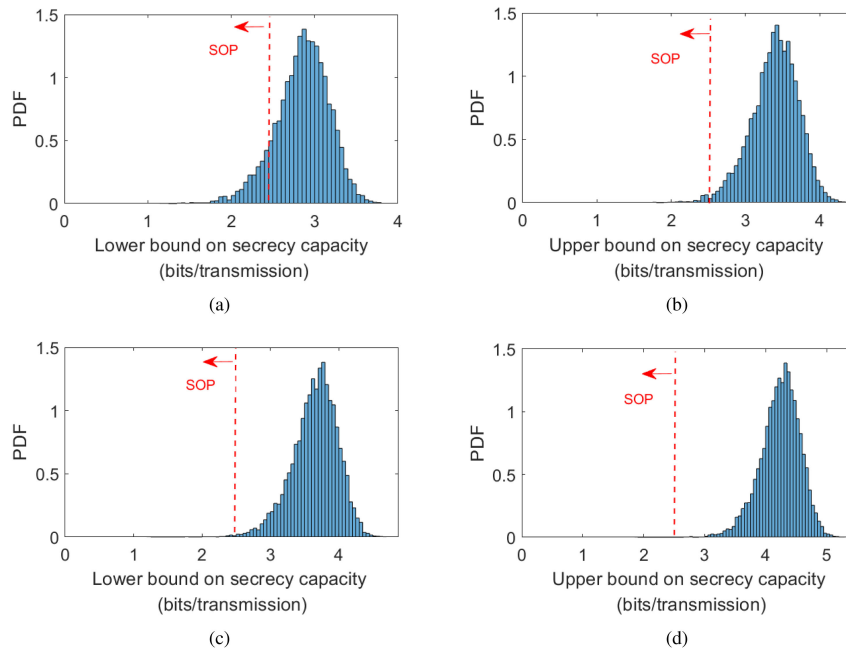 1.5
1
0.5
0
PDF
SOP
0
1
2
3
4
Lower bound on secrecy capacity
(bits/transmission)
(a)
1.5
1
0.5
0
PDF
SOP
0
1
2
3
4
Upper bound on secrecy capacity
(bits/transmission)
(b)
1.5
1
0.5
0
PDF
SOP
0
1
2
3
4
Lower bound on secrecy capacity
(bits/transmission)
(c)
1.5
1
0.5
0
PDF
SOP
0
1
2
3
4
5
Upper bound on secrecy capacity
(bits/transmission)
(d)